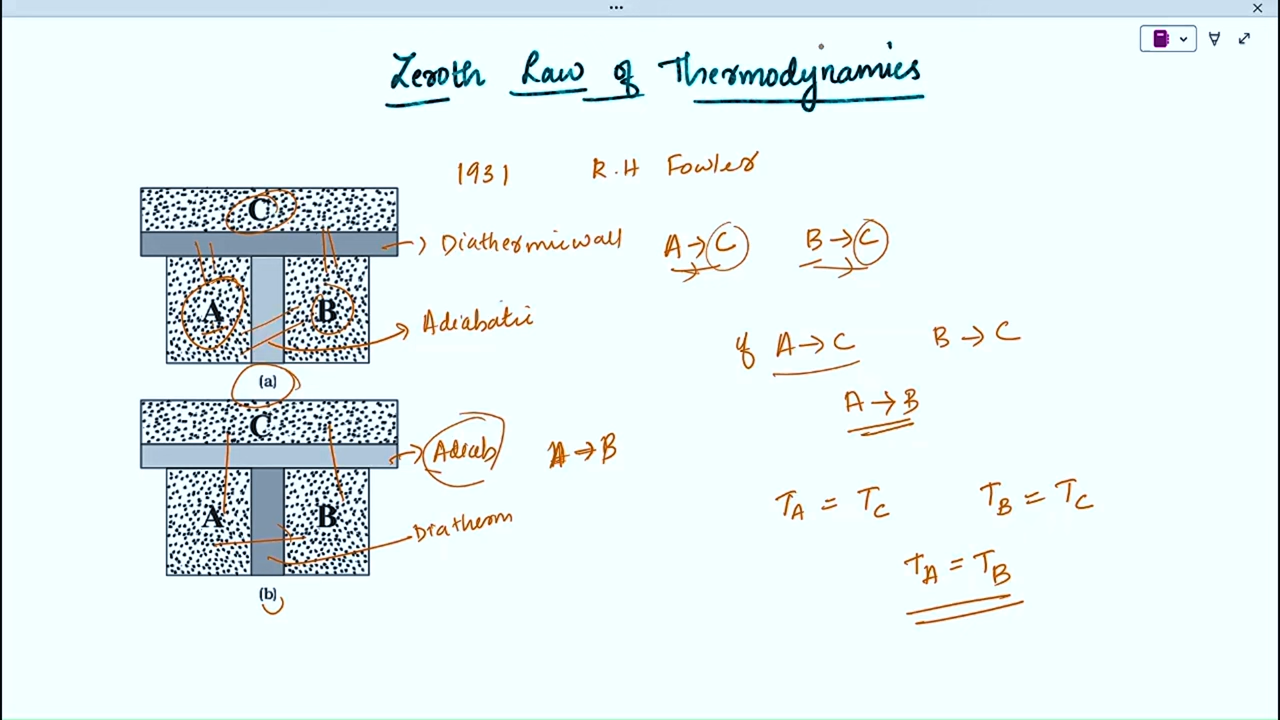 Zeroth Law of Thermodynamics
1931 R.H Fowler
C
→ Diathermic wall A → C B → C
A B
→ Adiabatic
if A → C B → C
(a)
A → B
C
→ Adiab A → B
TA = TC TB = TC
A B
Diatherm
TA = TB
(b)